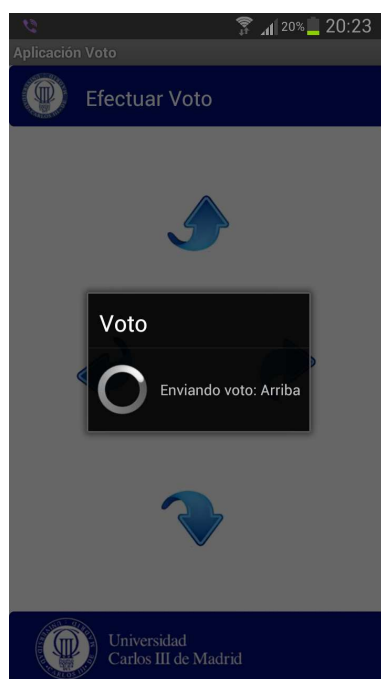 20% 20:23
Aplicación Voto
Efectuar Voto
Voto
Enviando voto: Arriba
Universidad
Carlos III de Madrid